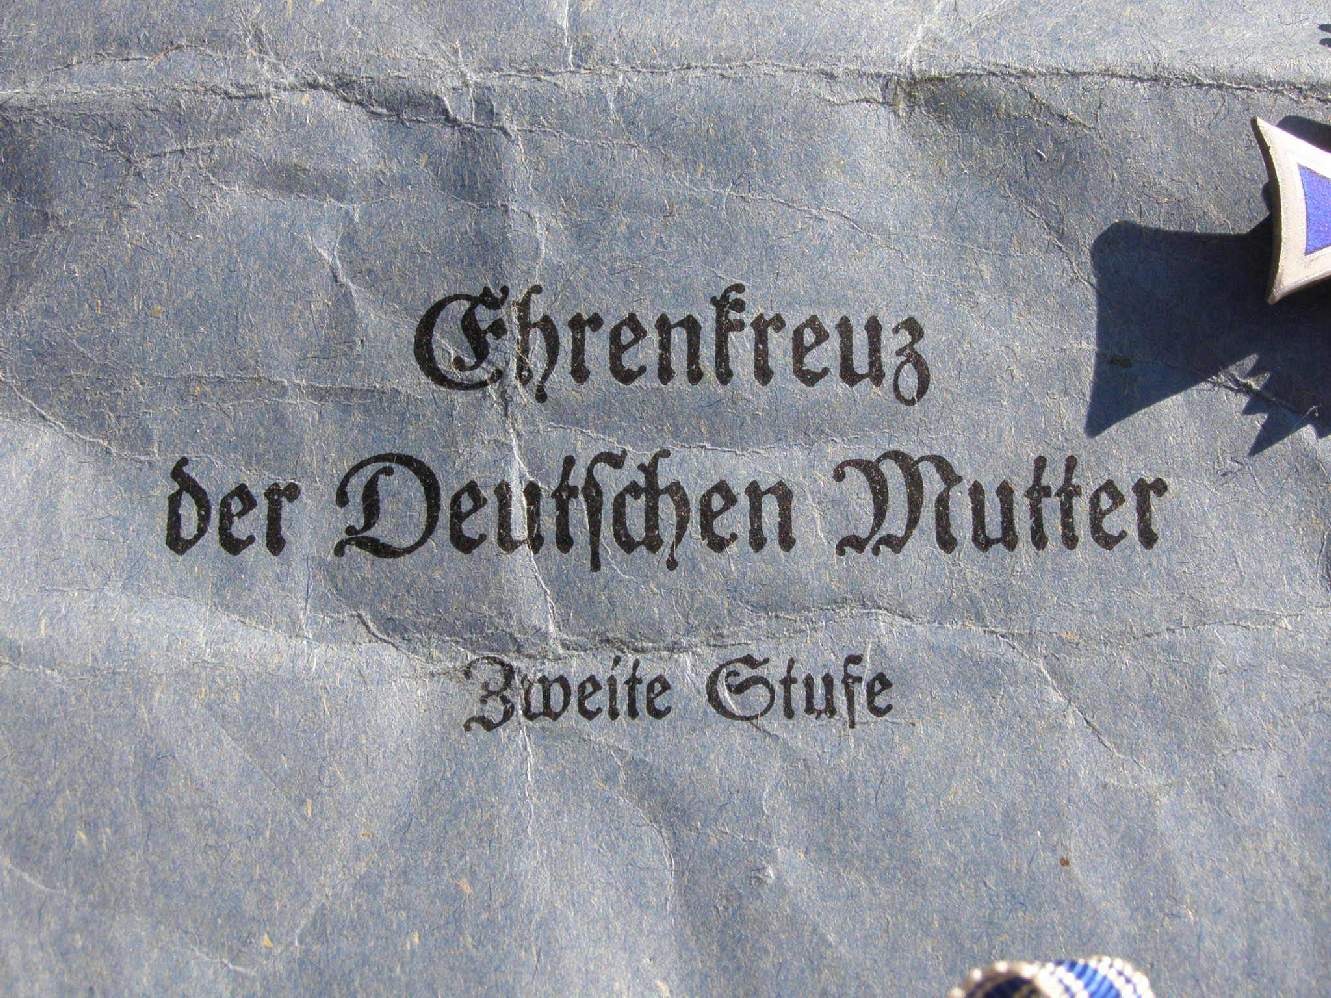 Ehrenkreuz
der Deutschen Mutter
Zweite Stufe